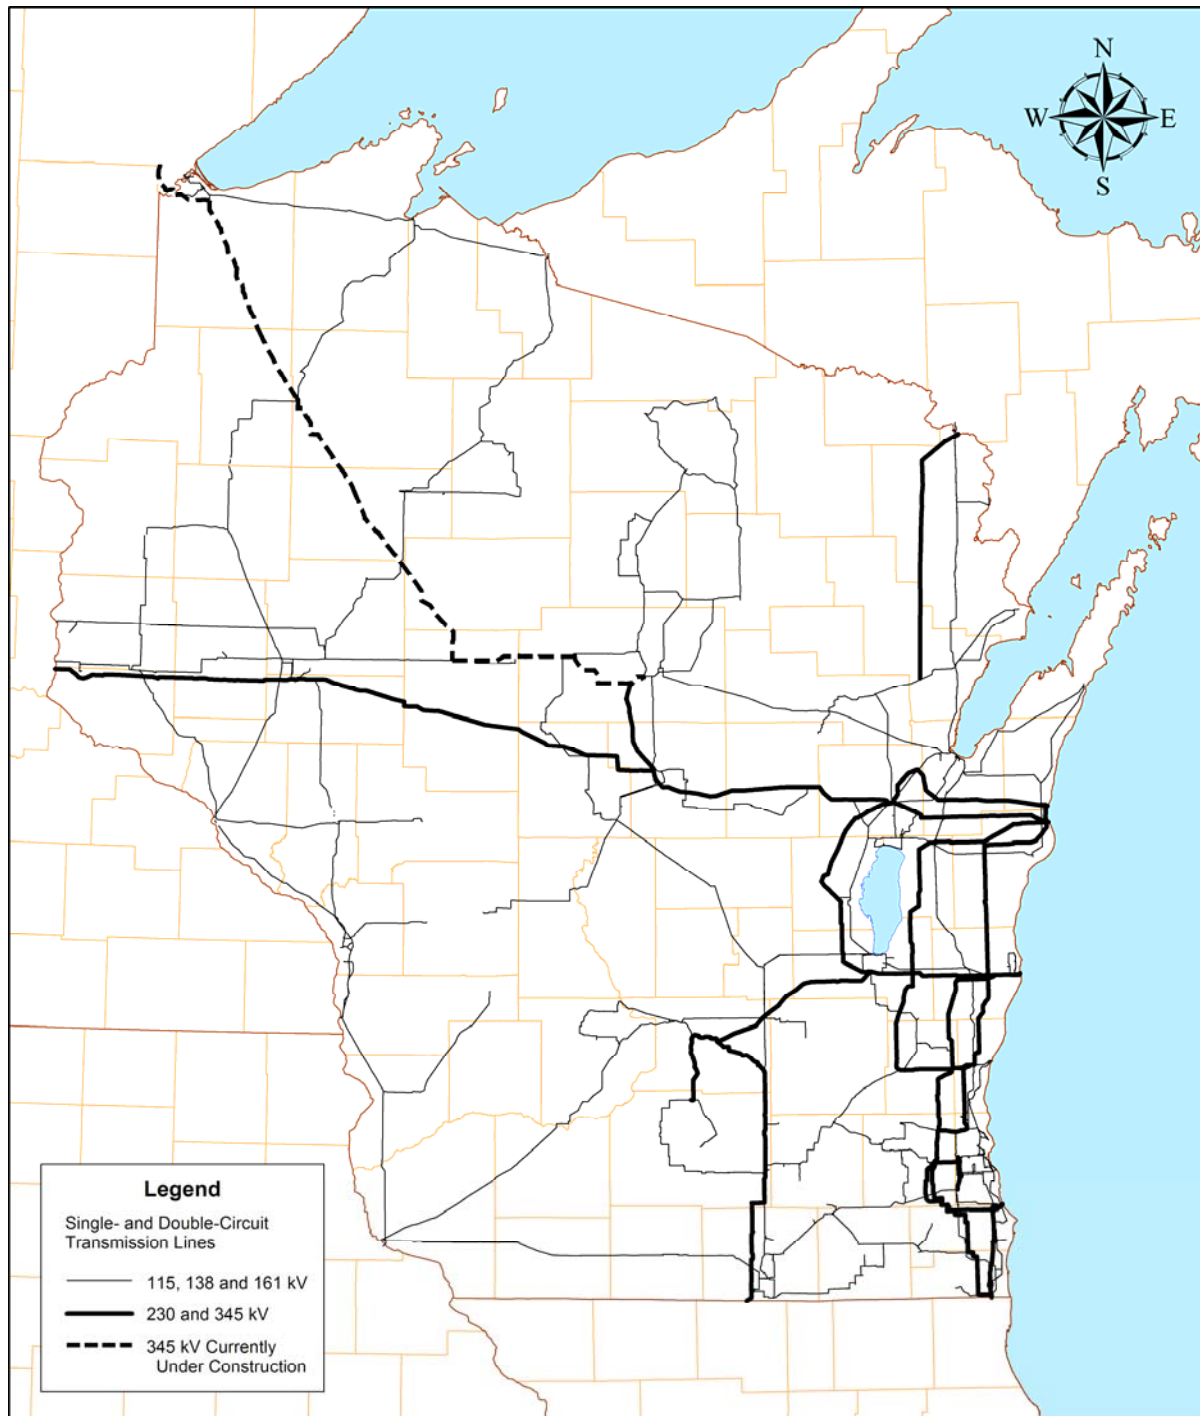 N
W E
S
Legend
Single- and Double-Circuit
Transmission Lines
115, 138 and 161 kV
230 and 345 kV
345 kV Currently
Under Construction